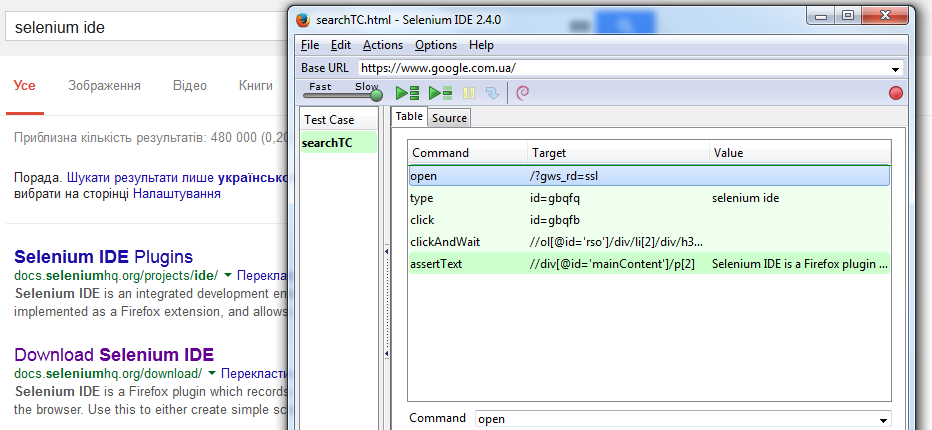 selenium ide
Усе Зображення Відео Книги
Приблизна кількість результатів: 480 000 (0,20
Порада. Шукати результати лише українсько
вибрати на сторінці Налаштування
Selenium IDE Plugins
docs.seleniumhq.org/projects/ide/ Перекла
Selenium IDE is an integrated development en
implemented as a Firefox extension, and allows
Download Selenium IDE
docs.seleniumhq.org/download/ Перекласти
Selenium IDE is a Firefox plugin which records
the browser. Use this to either create simple sc
searchTC.html - Selenium IDE 2.4.0
File Edit Actions Options Help
Base URL https://www.google.com.ua/
Fast Slow
Test Case
searchTC
Table Source
Command Target Value
open /?gws_rd=ssl
type id=gbqfq selenium ide
click id=gbqfb
clickAndWait //ol[@id='rso']/div/li[2]/div/h3...
assertText //div[@id='mainContent']/p[2] Selenium IDE is a Firefox plugin ...
Command open